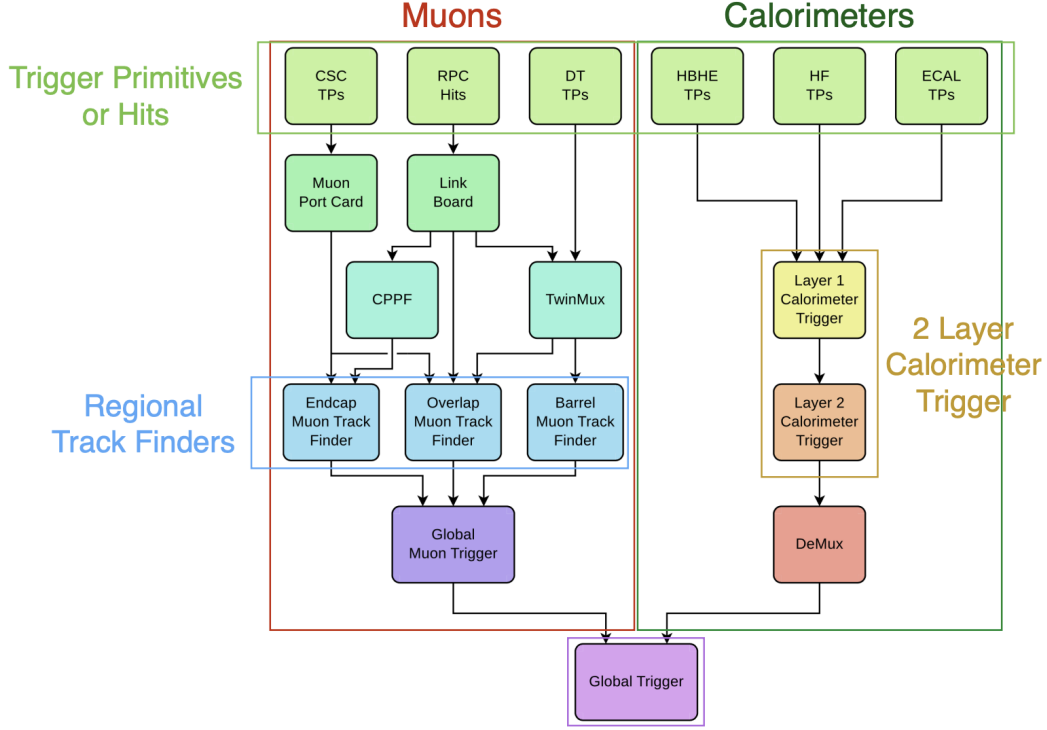 Muons
Calorimeters
Trigger Primitives
or Hits
CSC
TPs
RPC
Hits
DT
TPs
HBHE
TPs
HF
TPs
ECAL
TPs
Muon
Port Card
Link
Board
CPPF
TwinMux
Layer 1
Calorimeter
Trigger
2 Layer
Calorimeter
Trigger
Regional
Track Finders
Endcap
Muon Track
Finder
Overlap
Muon Track
Finder
Barrel
Muon Track
Finder
Layer 2
Calorimeter
Trigger
Global
Muon Trigger
DeMux
Global Trigger